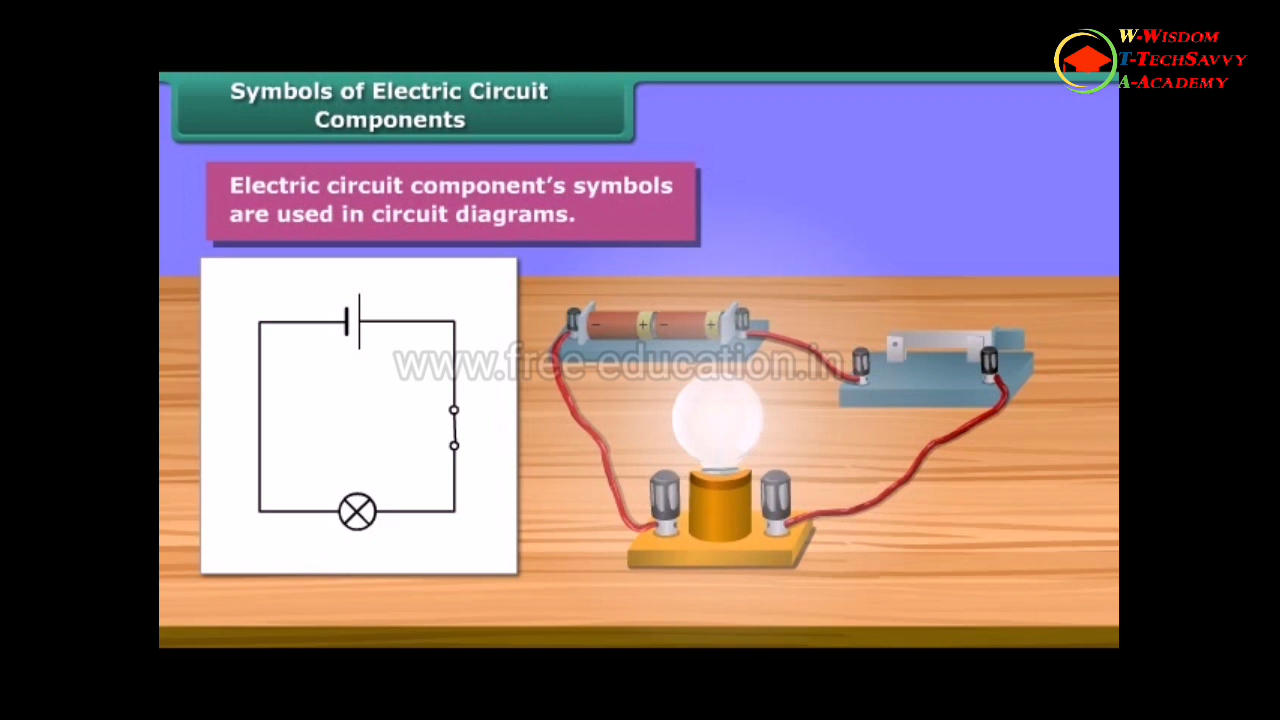 W-Wisdom
T-TechSavvy
A-Academy
Symbols of Electric Circuit
Components
Electric circuit component's symbols
are used in circuit diagrams.
− + − +
www.free-education.in